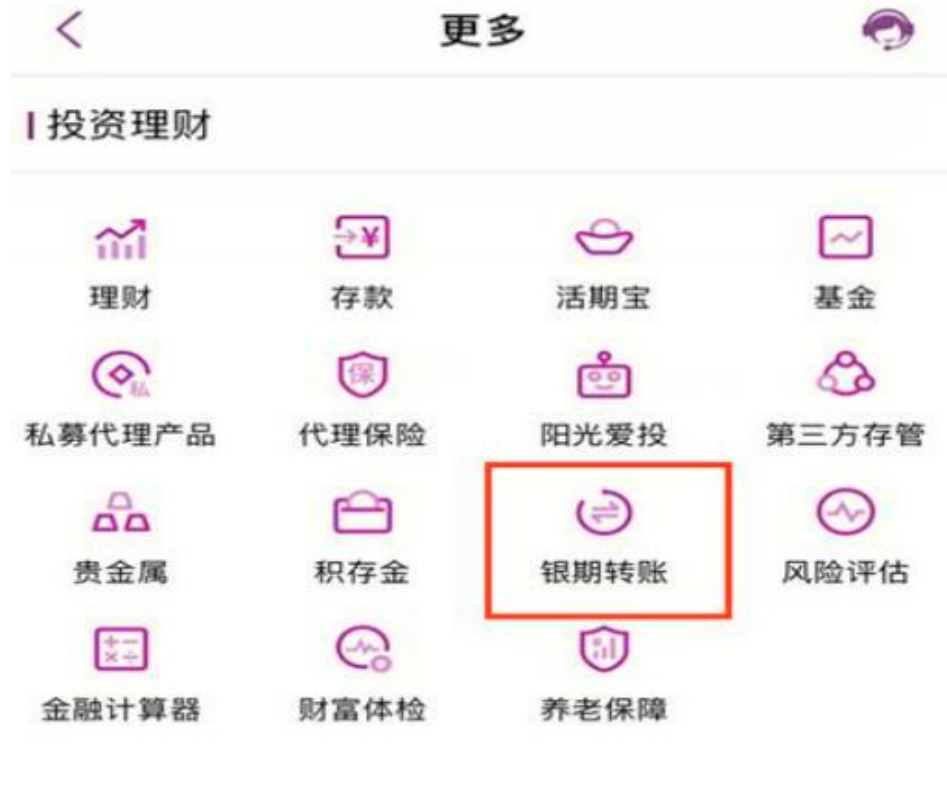 更多
投资理财
理财 存款 活期宝 基金
私 保
私募代理产品 代理保险 阳光爱投 第三方存管
贵金属 积存金 银期转账 风险评估
金融计算器 财富体检 养老保障